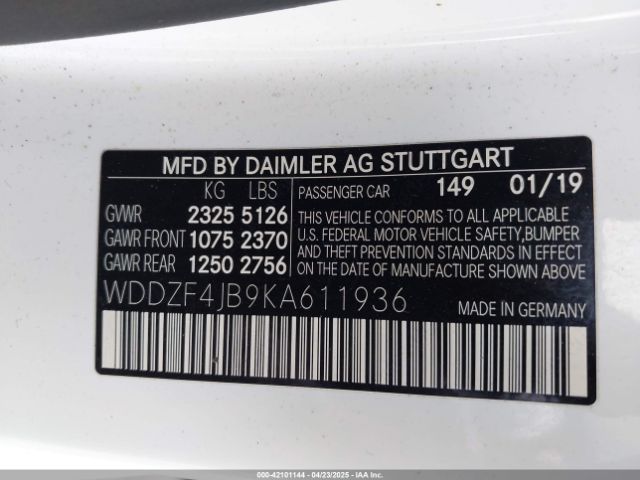 MFD BY DAIMLER AG STUTTGART
KG LBS
GVWR 2325 5126
GAWR FRONT 1075 2370
GAWR REAR 1250 2756
PASSENGER CAR 149 01/19
THIS VEHICLE CONFORMS TO ALL APPLICABLE
U.S. FEDERAL MOTOR VEHICLE SAFETY, BUMPER
AND THEFT PREVENTION STANDARDS IN EFFECT
ON THE DATE OF MANUFACTURE SHOWN ABOVE
WDDZF4JB9KA611936 MADE IN GERMANY
000-42101144 - 04/23/2025 - IAAI.COM